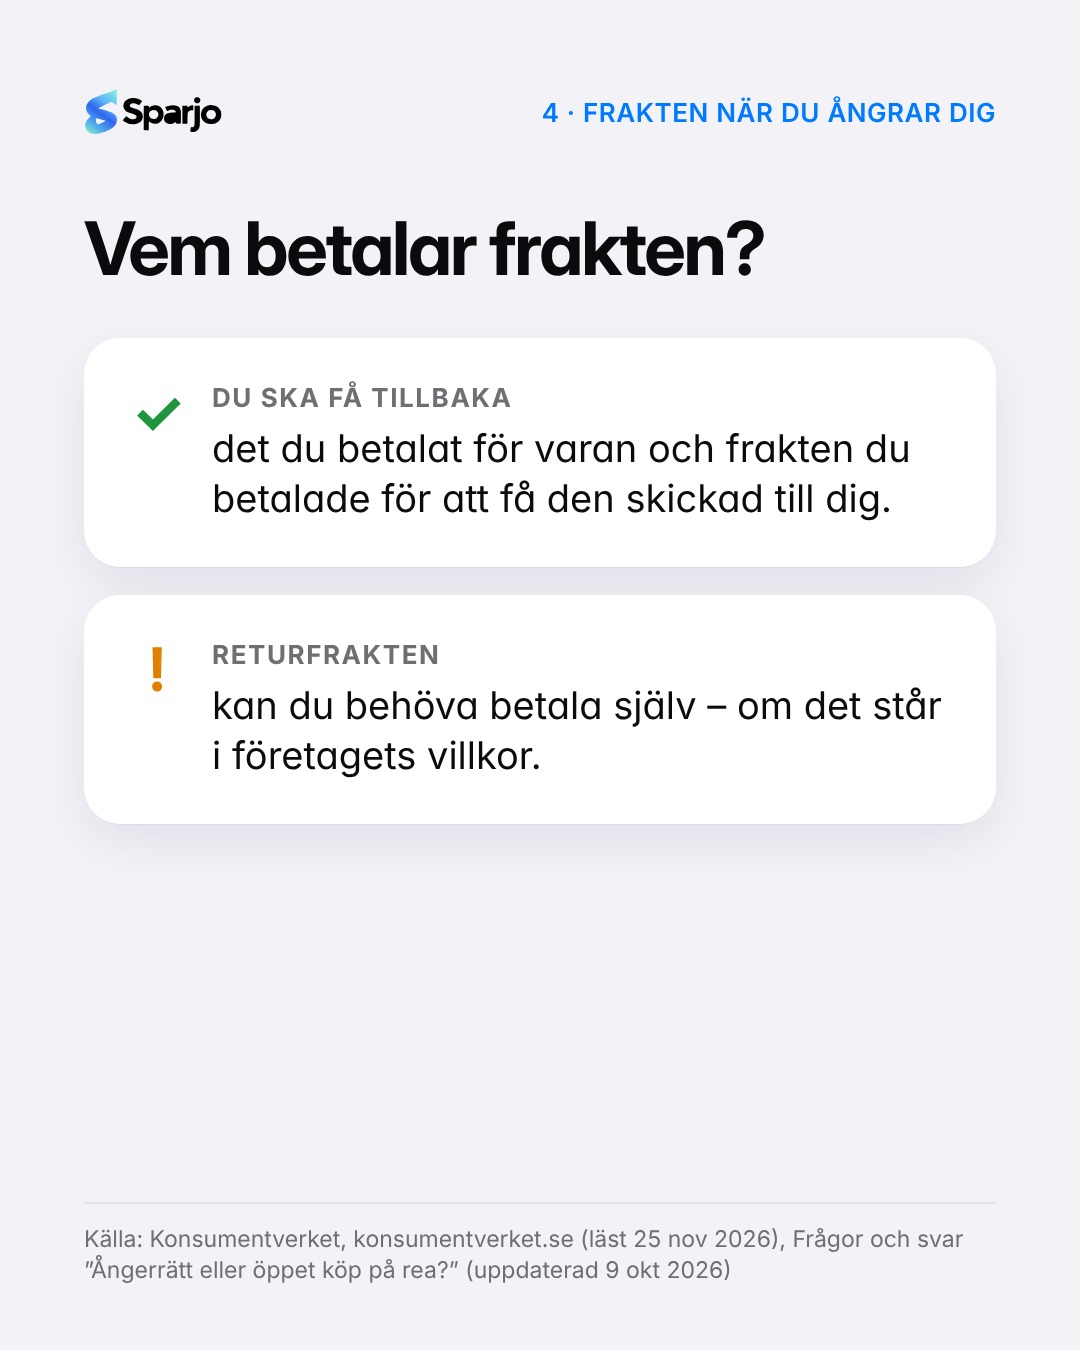 Sparjo
4 · FRAKTEN NÄR DU ÅNGRAR DIG
Vem betalar frakten?
DU SKA FÅ TILLBAKA
det du betalat för varan och frakten du
betalade för att få den skickad till dig.
!
RETURFRAKTEN
kan du behöva betala själv – om det står
i företagets villkor.
Källa: Konsumentverket, konsumentverket.se (läst 25 nov 2026), Frågor och svar
”Ångerrätt eller öppet köp på rea?” (uppdaterad 9 okt 2026)